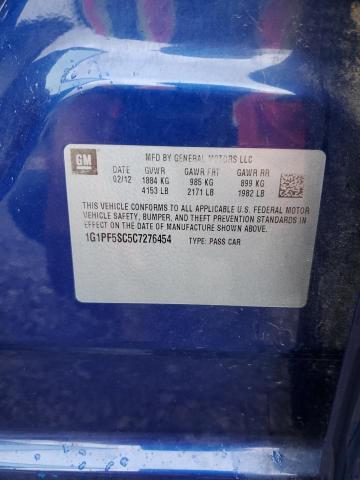 GM
MFD BY GENERAL MOTORS LLC
DATE GVWR GAWR FRT GAWR RR
02/12 1884 KG 985 KG 899 KG
4153 LB 2171 LB 1982 LB
THIS VEHICLE CONFORMS TO ALL APPLICABLE U.S. FEDERAL MOTOR
VEHICLE SAFETY, BUMPER, AND THEFT PREVENTION STANDARDS
IN EFFECT ON THE DATE OF MANUFACTURE SHOWN ABOVE.
1G1PF5SC5C7276454 TYPE: PASS CAR